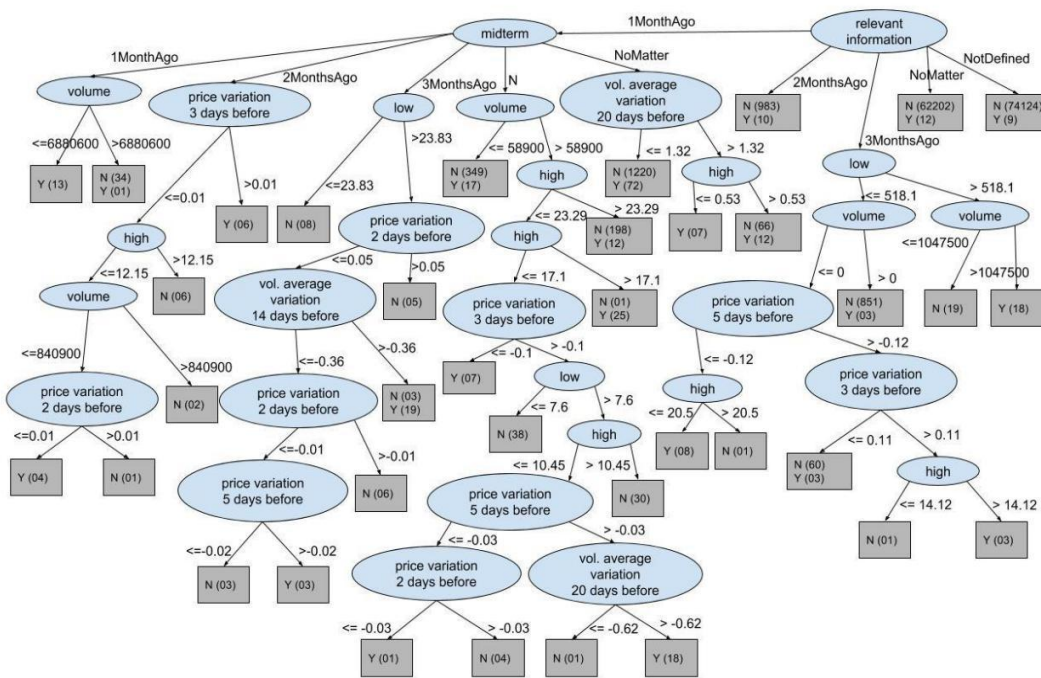 1MonthAgo
relevant
information
midterm
1MonthAgo
2MonthsAgo
3MonthsAgo
N
NoMatter
2MonthsAgo
NoMatter
NotDefined
3MonthsAgo
volume
price variation
3 days before
low
volume
vol. average
variation
20 days before
N (983)
Y (10)
N (62202)
Y (12)
N (74124)
Y (9)
<=6880600
>6880600
<=0.01
>0.01
<=23.83
>23.83
<= 58900
> 58900
<= 1.32
> 1.32
low
Y (13)
N (34)
Y (01)
Y (06)
N (08)
N (349)
Y (17)
high
N (1220)
Y (72)
high
<= 518.1
> 518.1
high
price variation
2 days before
<= 23.29
> 23.29
<= 0.53
> 0.53
volume
volume
<=12.15
>12.15
<=0.05
>0.05
high
N (198)
Y (12)
Y (07)
N (66)
Y (12)
<= 0
> 0
<=1047500
>1047500
volume
N (06)
vol. average
variation
14 days before
N (05)
<= 17.1
> 17.1
price variation
5 days before
N (851)
Y (03)
N (19)
Y (18)
<=840900
>840900
<=-0.36
>-0.36
price variation
3 days before
N (01)
Y (25)
<= -0.12
> -0.12
price variation
2 days before
N (02)
price variation
2 days before
N (03)
Y (19)
<= -0.1
> -0.1
high
price variation
3 days before
<=0.01
>0.01
<=-0.01
>-0.01
Y (07)
low
<= 20.5
> 20.5
<= 0.11
> 0.11
Y (04)
N (01)
price variation
5 days before
N (06)
<= 7.6
> 7.6
Y (08)
N (01)
N (60)
Y (03)
high
<=-0.02
>-0.02
N (38)
high
<= 14.12
> 14.12
N (03)
Y (03)
<= 10.45
> 10.45
N (01)
Y (03)
price variation
5 days before
N (30)
<= -0.03
> -0.03
price variation
2 days before
vol. average
variation
20 days before
<= -0.03
> -0.03
<= -0.62
> -0.62
Y (01)
N (04)
N (01)
Y (18)